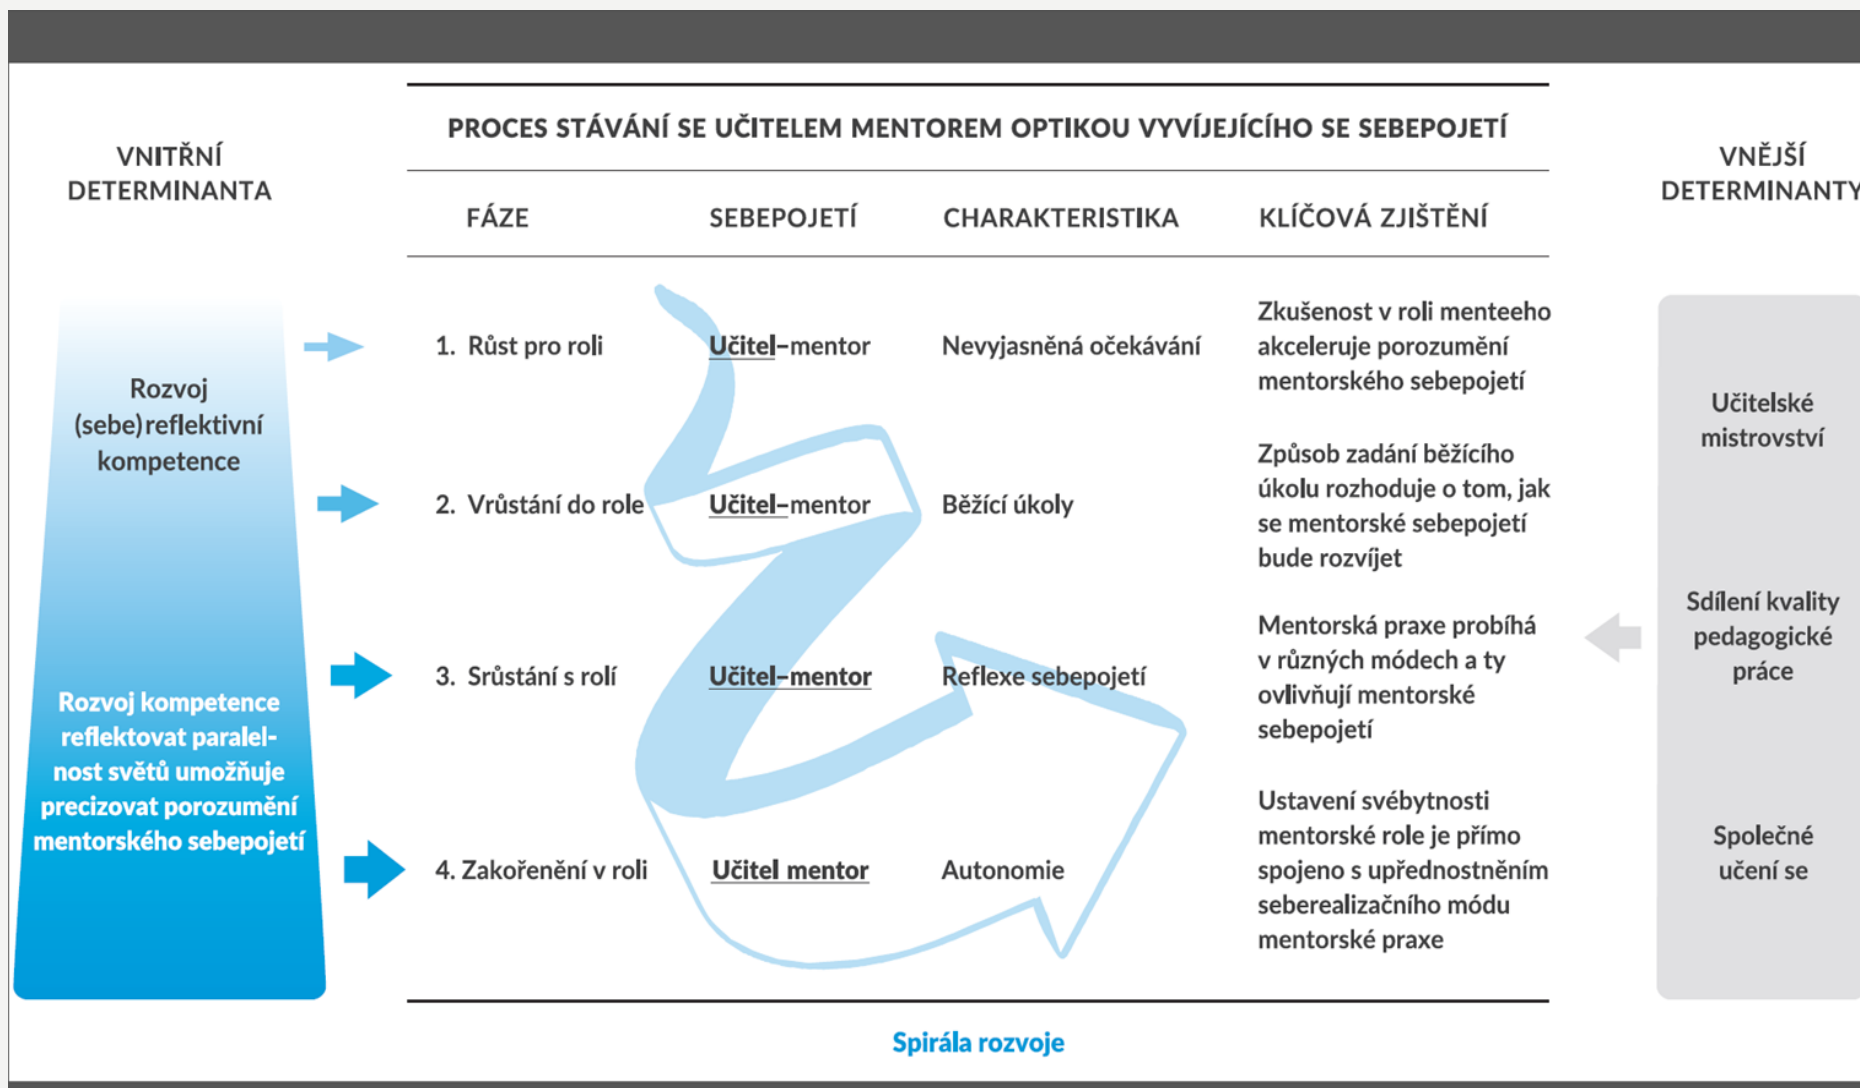 VNITŘNÍ
DETERMINANTA
PROCES STÁVÁNÍ SE UČITELEM MENTOREM OPTIKOU VYVÍJEJÍCÍHO SE SEBEPOJETÍ
VNĚJŠÍ
DETERMINANTY
FÁZE
SEBEPOJETÍ
CHARAKTERISTIKA
KLÍČOVÁ ZJIŠTĚNÍ
Rozvoj
(sebe)reflektivní
kompetence
Rozvoj kompetence
reflektovat paralel-
nost světů umožňuje
precizovat porozumění
mentorského sebepojetí
1. Růst pro roli
Učitel–mentor
Nevyjasněná očekávání
Zkušenost v roli menteeho
akceleruje porozumění
mentorského sebepojetí
2. Vrůstání do role
Učitel–mentor
Běžící úkoly
Způsob zadání běžícího
úkolu rozhoduje o tom, jak
se mentorské sebepojetí
bude rozvíjet
3. Srůstání s rolí
Učitel–mentor
Reflexe sebepojetí
Mentorská praxe probíhá
v různých módech a ty
ovlivňují mentorské
sebepojetí
4. Zakořenění v roli
Učitel mentor
Autonomie
Ustavení svébytnosti
mentorské role je přímo
spojeno s upřednostněním
seberealizačního módu
mentorské praxe
Učitelské
mistrovství
Sdílení kvality
pedagogické
práce
Společné
učení se
Spirála rozvoje